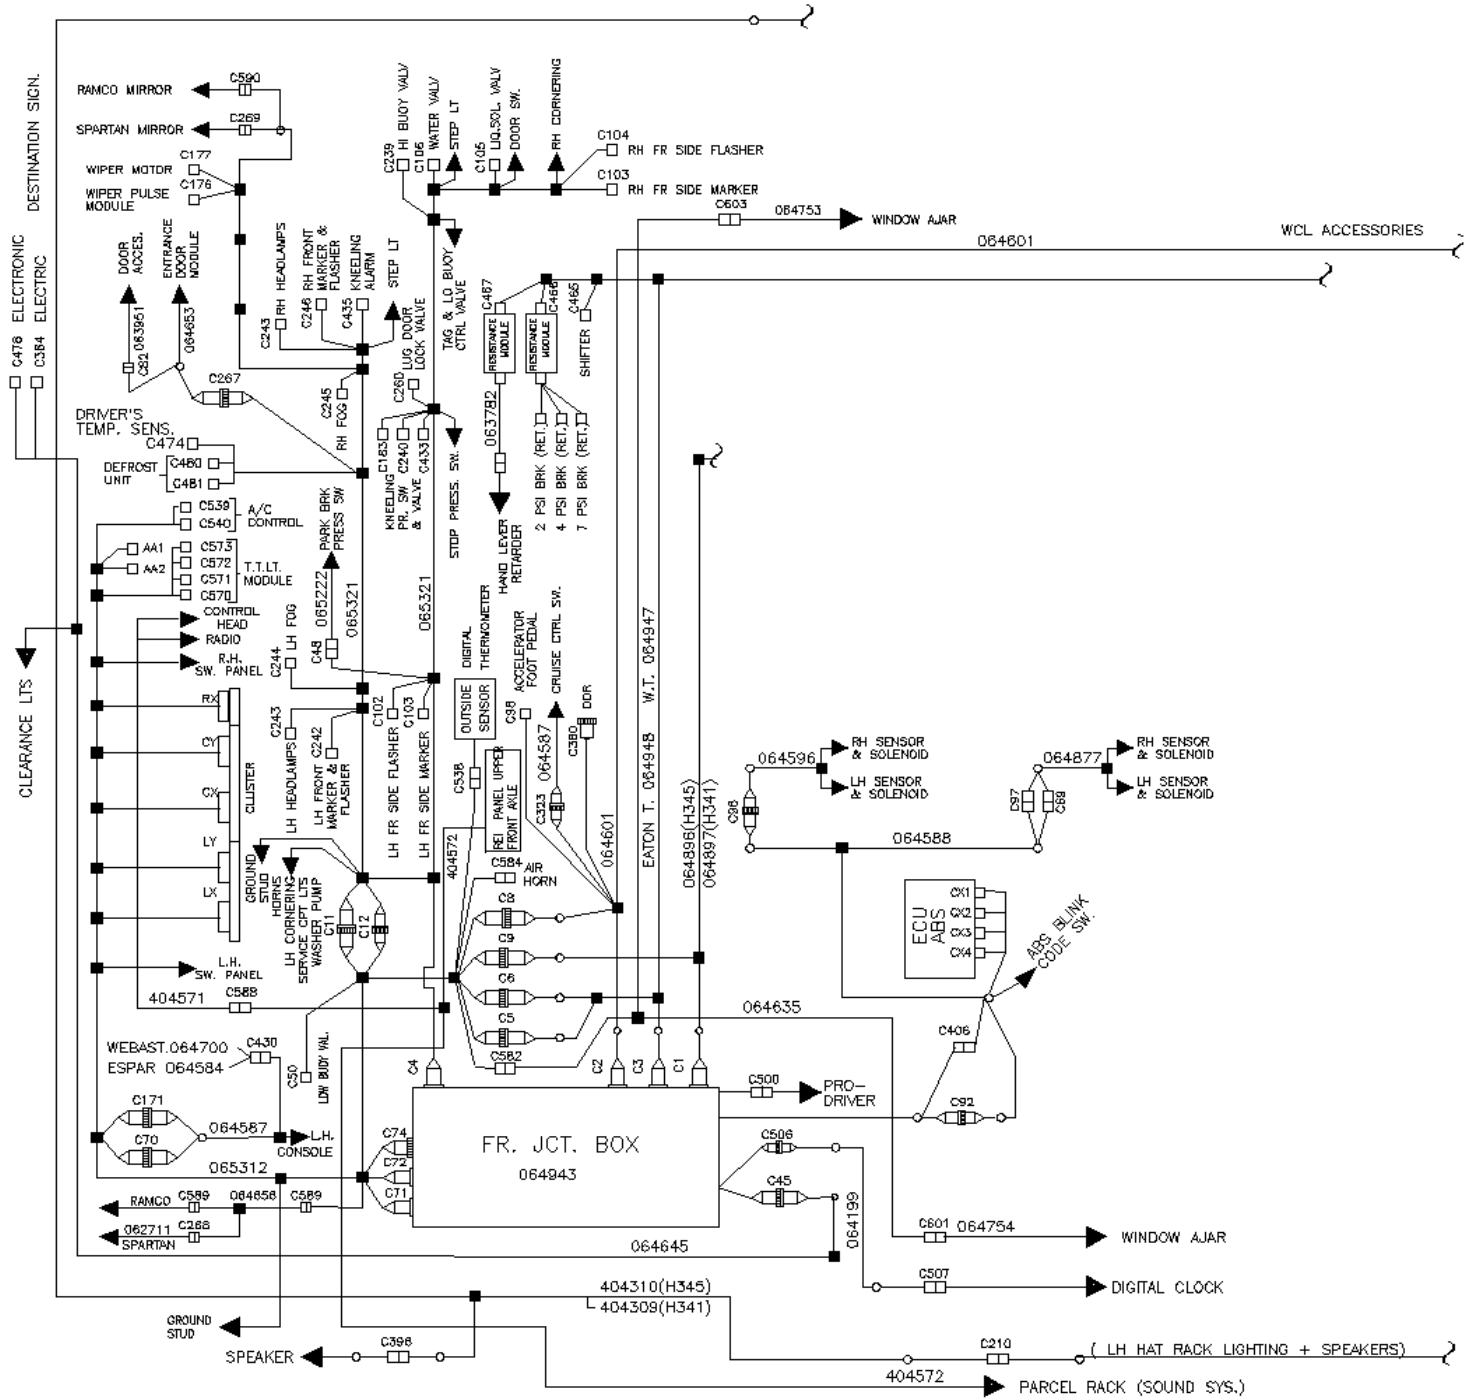 C590
RAMCO MIRROR
C269
SPARTAN MIRROR
C177
WIPER MOTOR
C176
WIPER PULSE
MODULE
DESTINATION SIGN.
C478 ELECTRONIC
C364 ELECTRIC
DOOR
ACCES.
ENTRANCE
DOOR
MODULE
063951
C62
064653
C267
DRIVER'S
TEMP. SENS.
C474
DEFROST
UNIT
C480
C481
C539
C540
A/C
CONTROL
AA1
AA2
C573
C572
C571
C570
T.T.LT.
MODULE
CONTROL
HEAD
RADIO
R.H.
SW. PANEL
CLEARANCE LTS
RX
CY
CX
LY
LX
CLUSTER
L.H.
SW. PANEL
404571
C588
C243
RH HEADLAMPS
C246
RH FRONT
MARKER &
FLASHER
C435
KNEELING
ALARM
STEP LT
C245
RH FOG
C239
HI BUOY VALV
C106
WATER VALV
STEP LT
C105
LIQ.SOL. VALV
DOOR SW.
RH CORNERING
C104
RH FR SIDE FLASHER
C103
RH FR SIDE MARKER
TAG & LO BUOY
CTRL VALVE
C260
LUG DOOR
LOCK VALVE
C183
C240
C433
KNEELING
PR. SW
& VALVE
STOP PRESS. SW.
PARK BRK
PRESS SW
065222
C48
065321
065321
C244
LH FOG
C243
LH HEADLAMPS
C242
LH FRONT
MARKER &
FLASHER
C102
C103
LH FR SIDE FLASHER
LH FR SIDE MARKER
GROUND
STUD
HORNS
LH CORNERING
SERVICE CPT LTS
WASHER PUMP
C11
C12
C50
LOW BUOY VAL.
C467
C466
C465
RESISTANCE
MODULE
RESISTANCE
MODULE
SHIFTER
063782
HAND LEVER
RETARDER
2 PSI BRK (RET.)
4 PSI BRK (RET.)
7 PSI BRK (RET.)
DIGITAL
THERMOMETER
OUTSIDE
SENSOR
C538
REI PANEL UPPER
FRONT AXLE
404572
C98
ACCELERATOR
FOOT PEDAL
CRUISE CTRL SW.
064587
C323
DDR
C380
C584
AIR
HORN
C8
C9
C6
C5
C582
064601
EATON T. 064948
W.T. 064947
064896(H345)
064897(H341)
C603
064753
WINDOW AJAR
064601
WCL ACCESSORIES
064596
RH SENSOR
& SOLENOID
LH SENSOR
& SOLENOID
C96
C97
C69
064877
RH SENSOR
& SOLENOID
LH SENSOR
& SOLENOID
064588
ECU
ABS
CX1
CX2
CX3
CX4
ABS BLINK
CODE SW.
064635
C406
C92
WEBAST.064700
ESPAR 064584
C430
C171
C70
064587
L.H.
CONSOLE
065312
C4
C2
C3
C1
C74
C72
C71
FR. JCT. BOX
064943
C500
PRO-
DRIVER
C506
C45
064199
RAMCO
C589
064656
C589
062711
C268
SPARTAN
064645
C601
064754
WINDOW AJAR
C507
DIGITAL CLOCK
404310(H345)
404309(H341)
GROUND
STUD
SPEAKER
C396
C210
( LH HAT RACK LIGHTING + SPEAKERS)
404572
PARCEL RACK (SOUND SYS.)